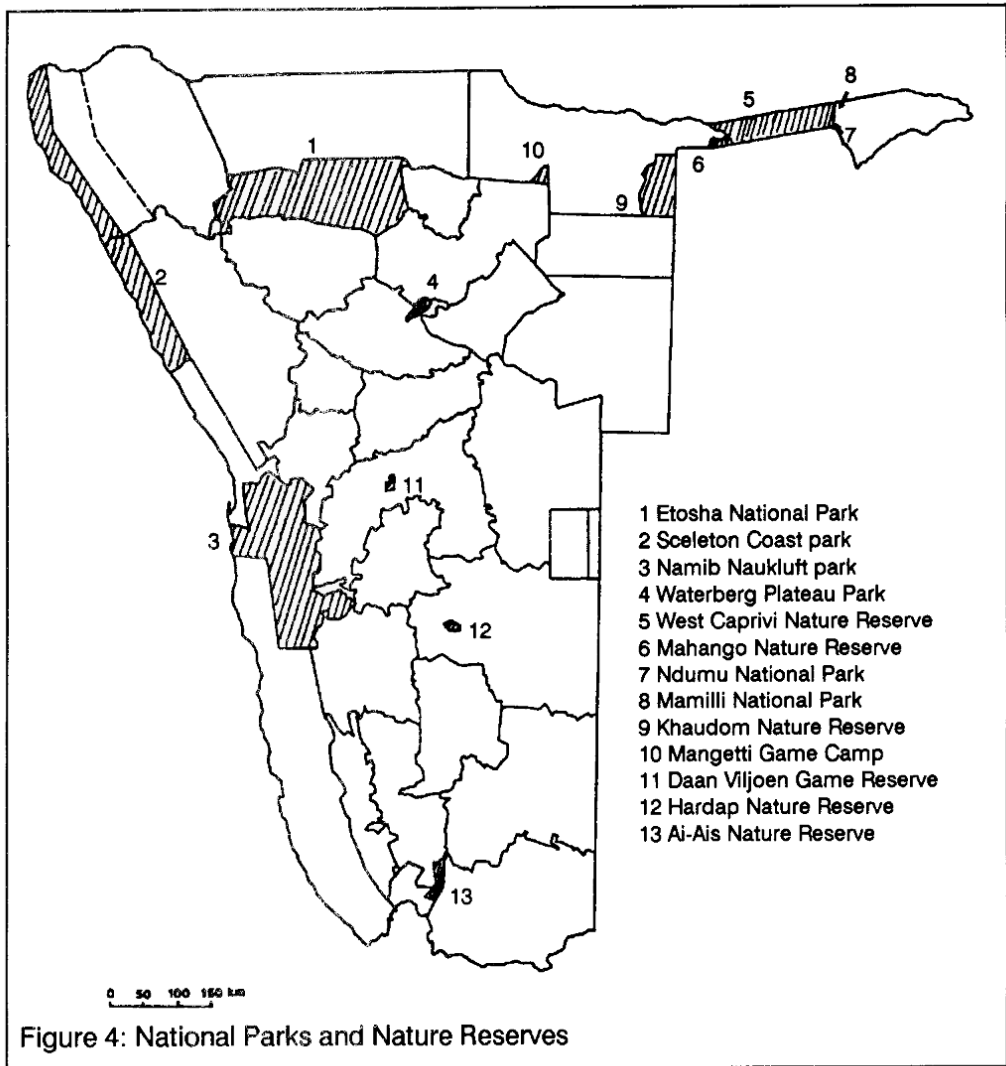 8
5
7
6
1
10
9
2
4
11
3
12
13
1 Etosha National Park
2 Sceleton Coast park
3 Namib Naukluft park
4 Waterberg Plateau Park
5 West Caprivi Nature Reserve
6 Mahango Nature Reserve
7 Ndumu National Park
8 Mamilli National Park
9 Khaudom Nature Reserve
10 Mangetti Game Camp
11 Daan Viljoen Game Reserve
12 Hardap Nature Reserve
13 Ai-Ais Nature Reserve
0 50 100 150 km
Figure 4: National Parks and Nature Reserves